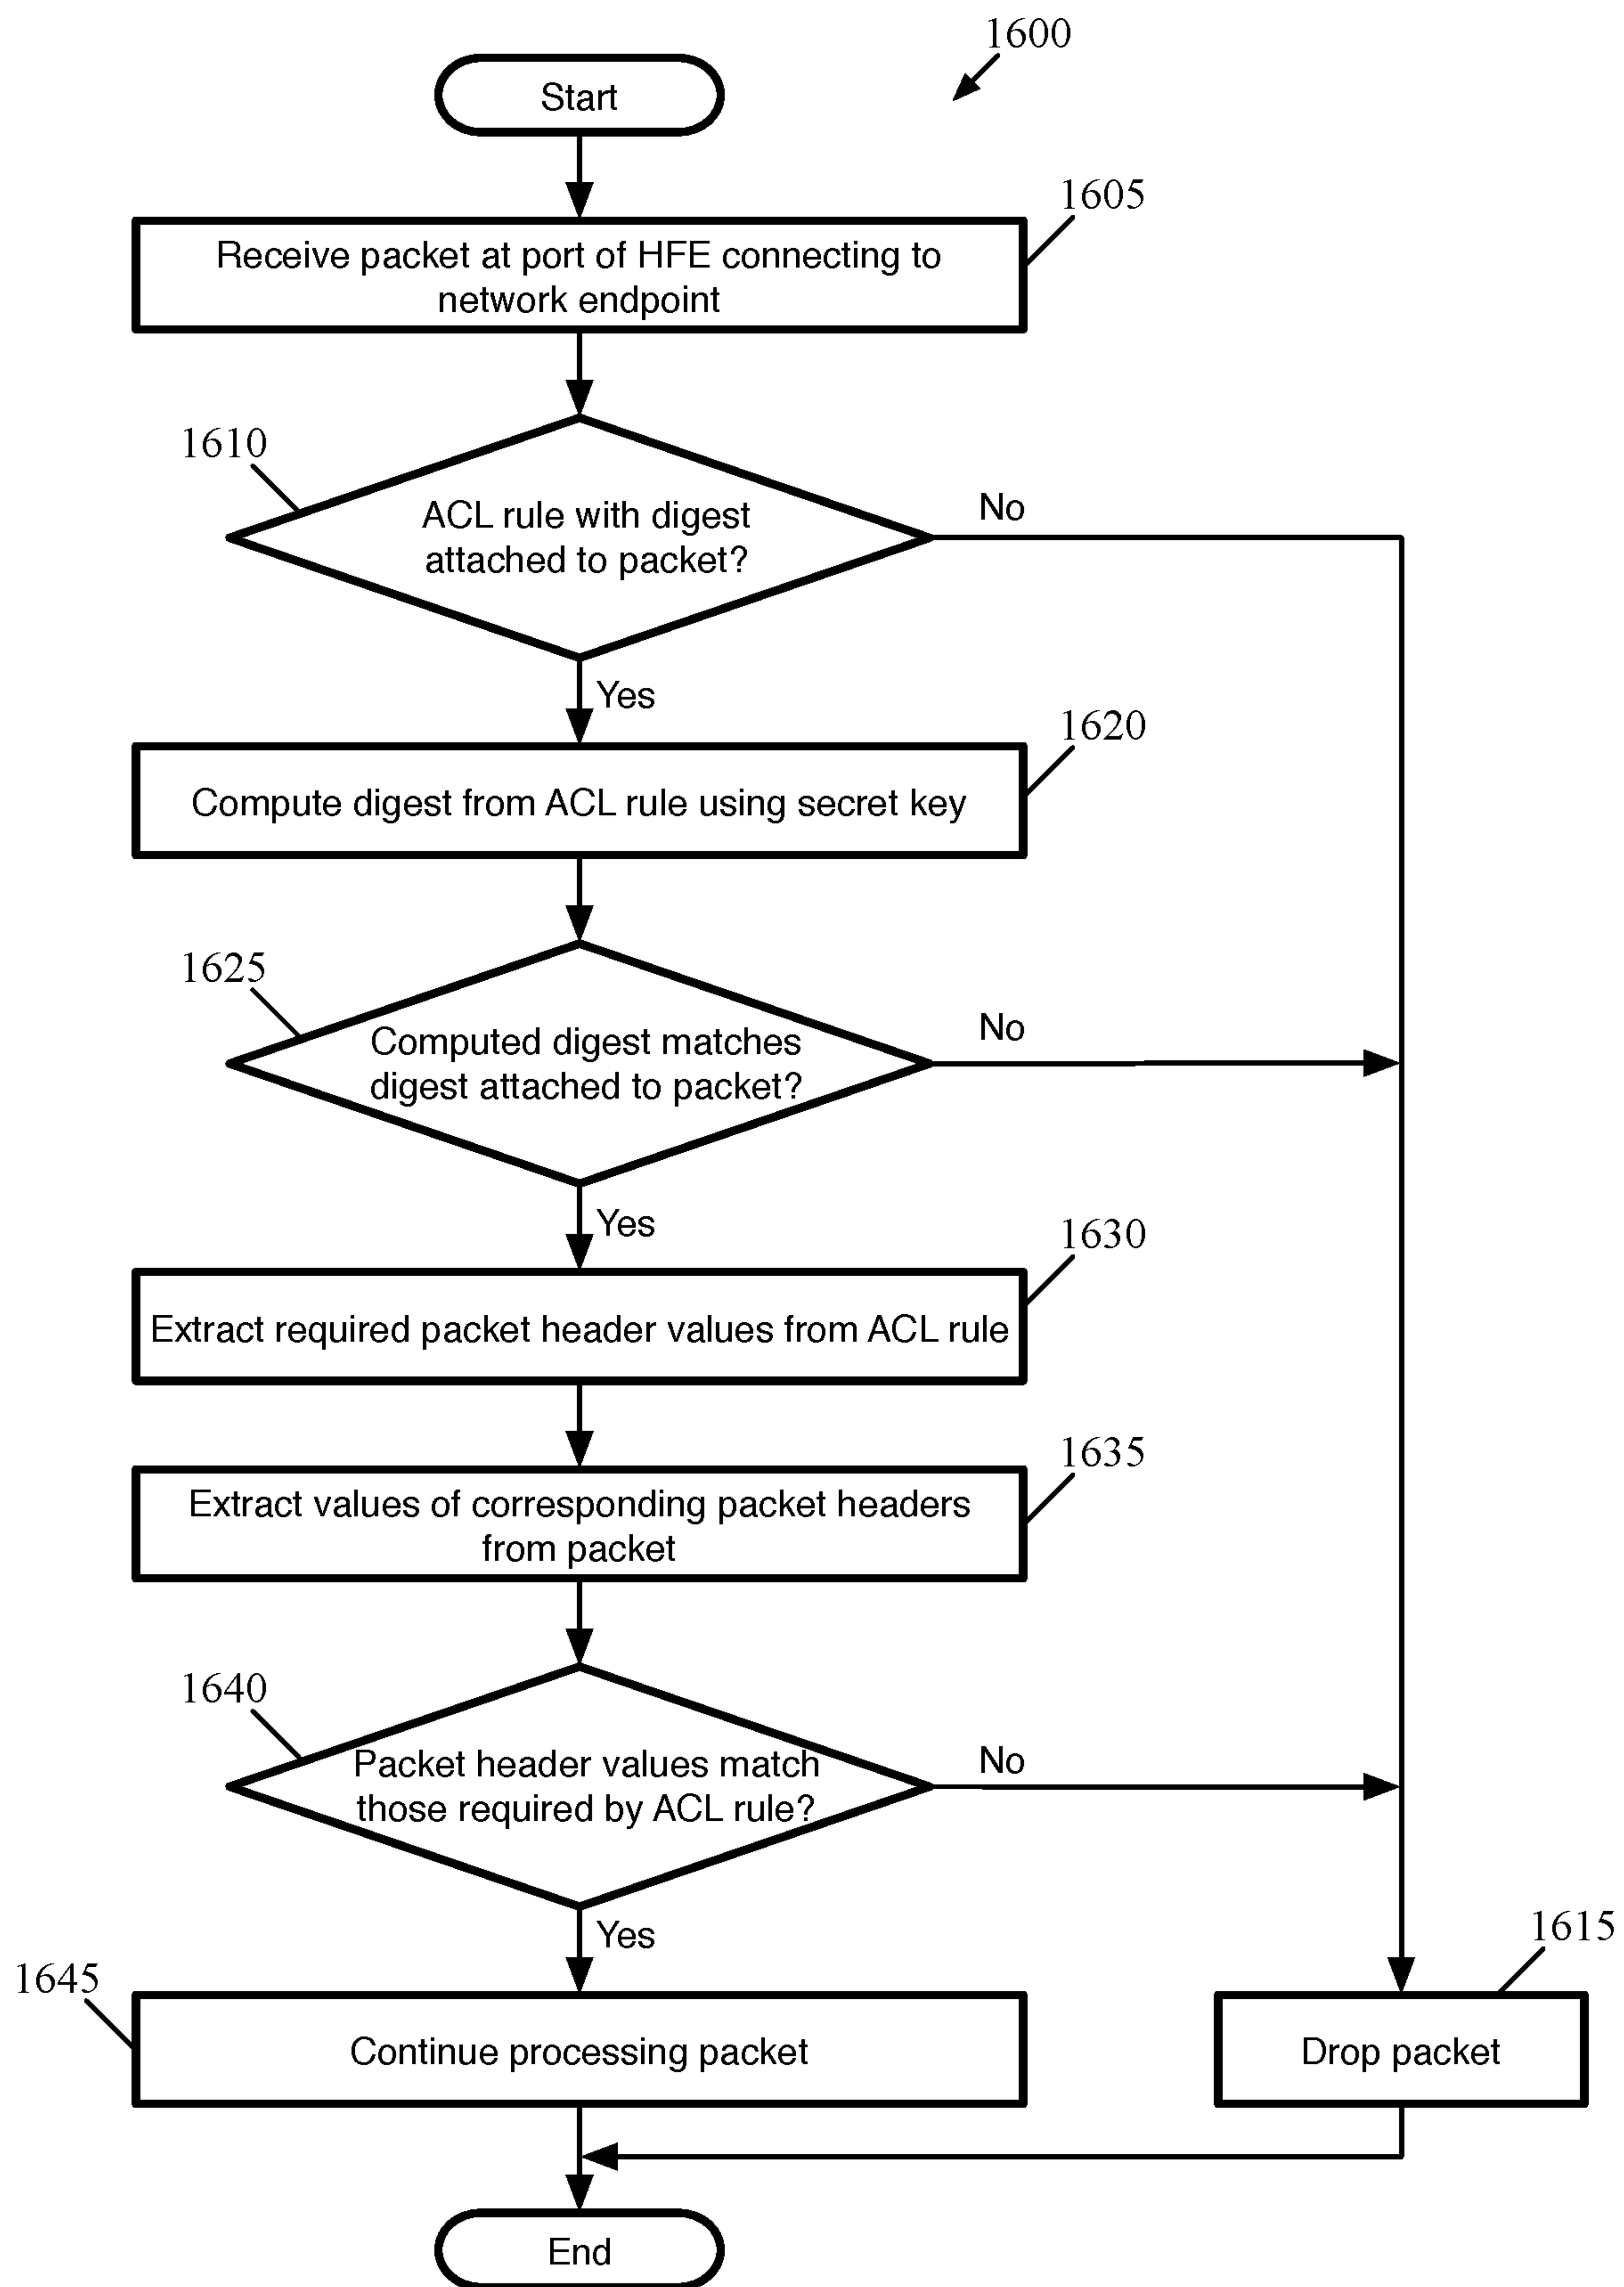 1600
Start
1605
Receive packet at port of HFE connecting to
network endpoint
1610
ACL rule with digest
attached to packet?
No
Yes
1620
Compute digest from ACL rule using secret key
1625
Computed digest matches
digest attached to packet?
No
Yes
1630
Extract required packet header values from ACL rule
1635
Extract values of corresponding packet headers
from packet
1640
Packet header values match
those required by ACL rule?
No
Yes
1645
Continue processing packet
1615
Drop packet
End